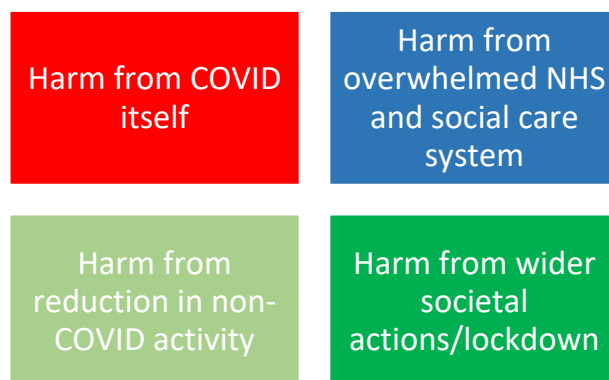 Harm from COVID
itself
Harm from
overwhelmed NHS
and social care
system
Harm from
reduction in non-
COVID activity
Harm from wider
societal
actions/lockdown